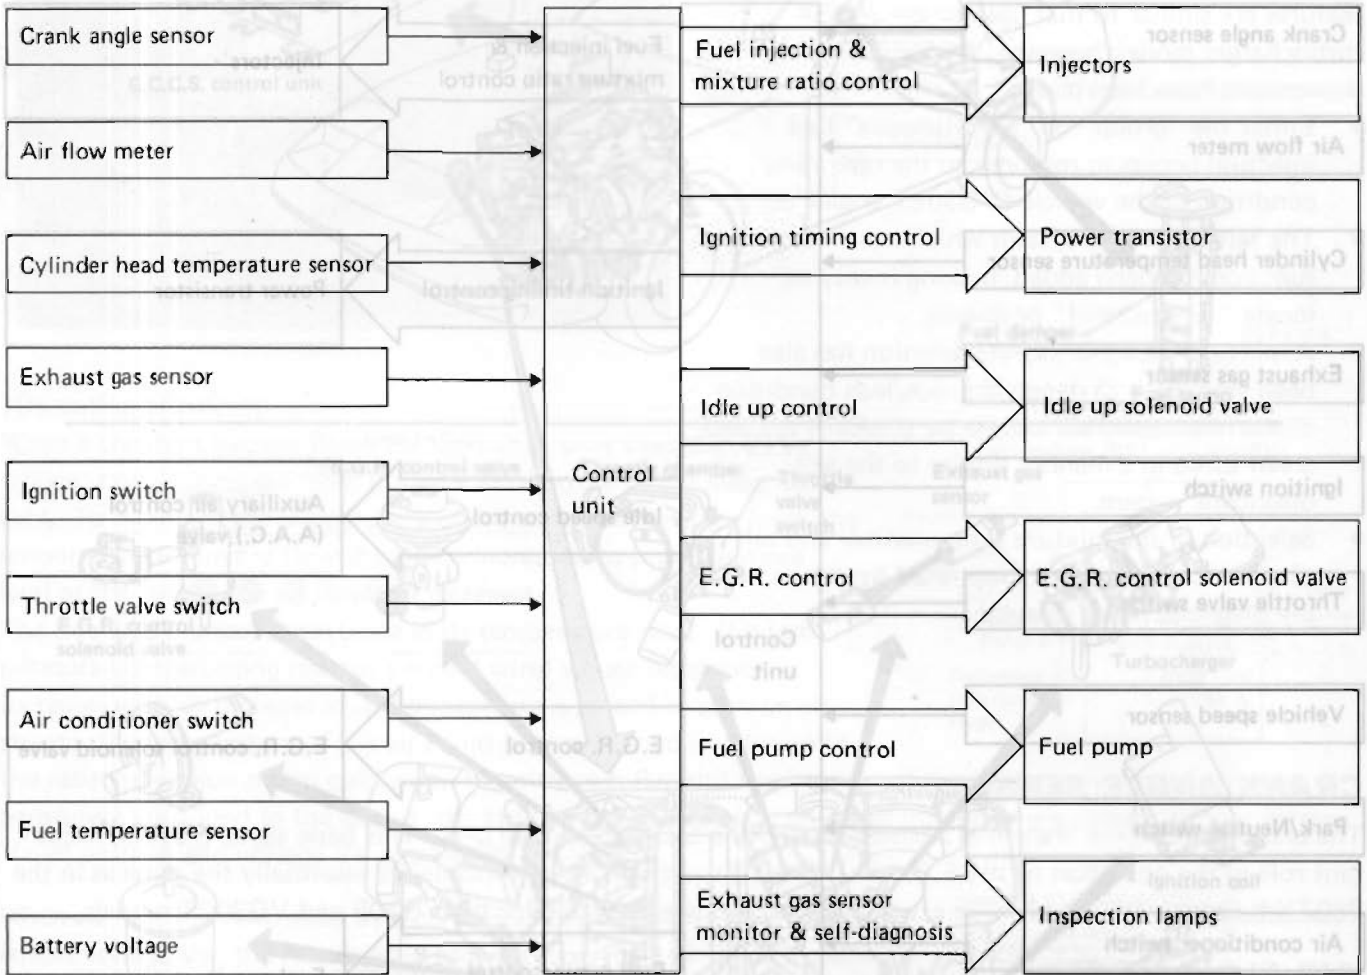 Crank angle sensor
Air flow meter
Cylinder head temperature sensor
Exhaust gas sensor
Ignition switch
Throttle valve switch
Air conditioner switch
Fuel temperature sensor
Battery voltage
Control
unit
Fuel injection &
mixture ratio control
Ignition timing control
Idle up control
E.G.R. control
Fuel pump control
Exhaust gas sensor
monitor & self-diagnosis
Injectors
Power transistor
Idle up solenoid valve
E.G.R. control solenoid valve
Fuel pump
Inspection lamps